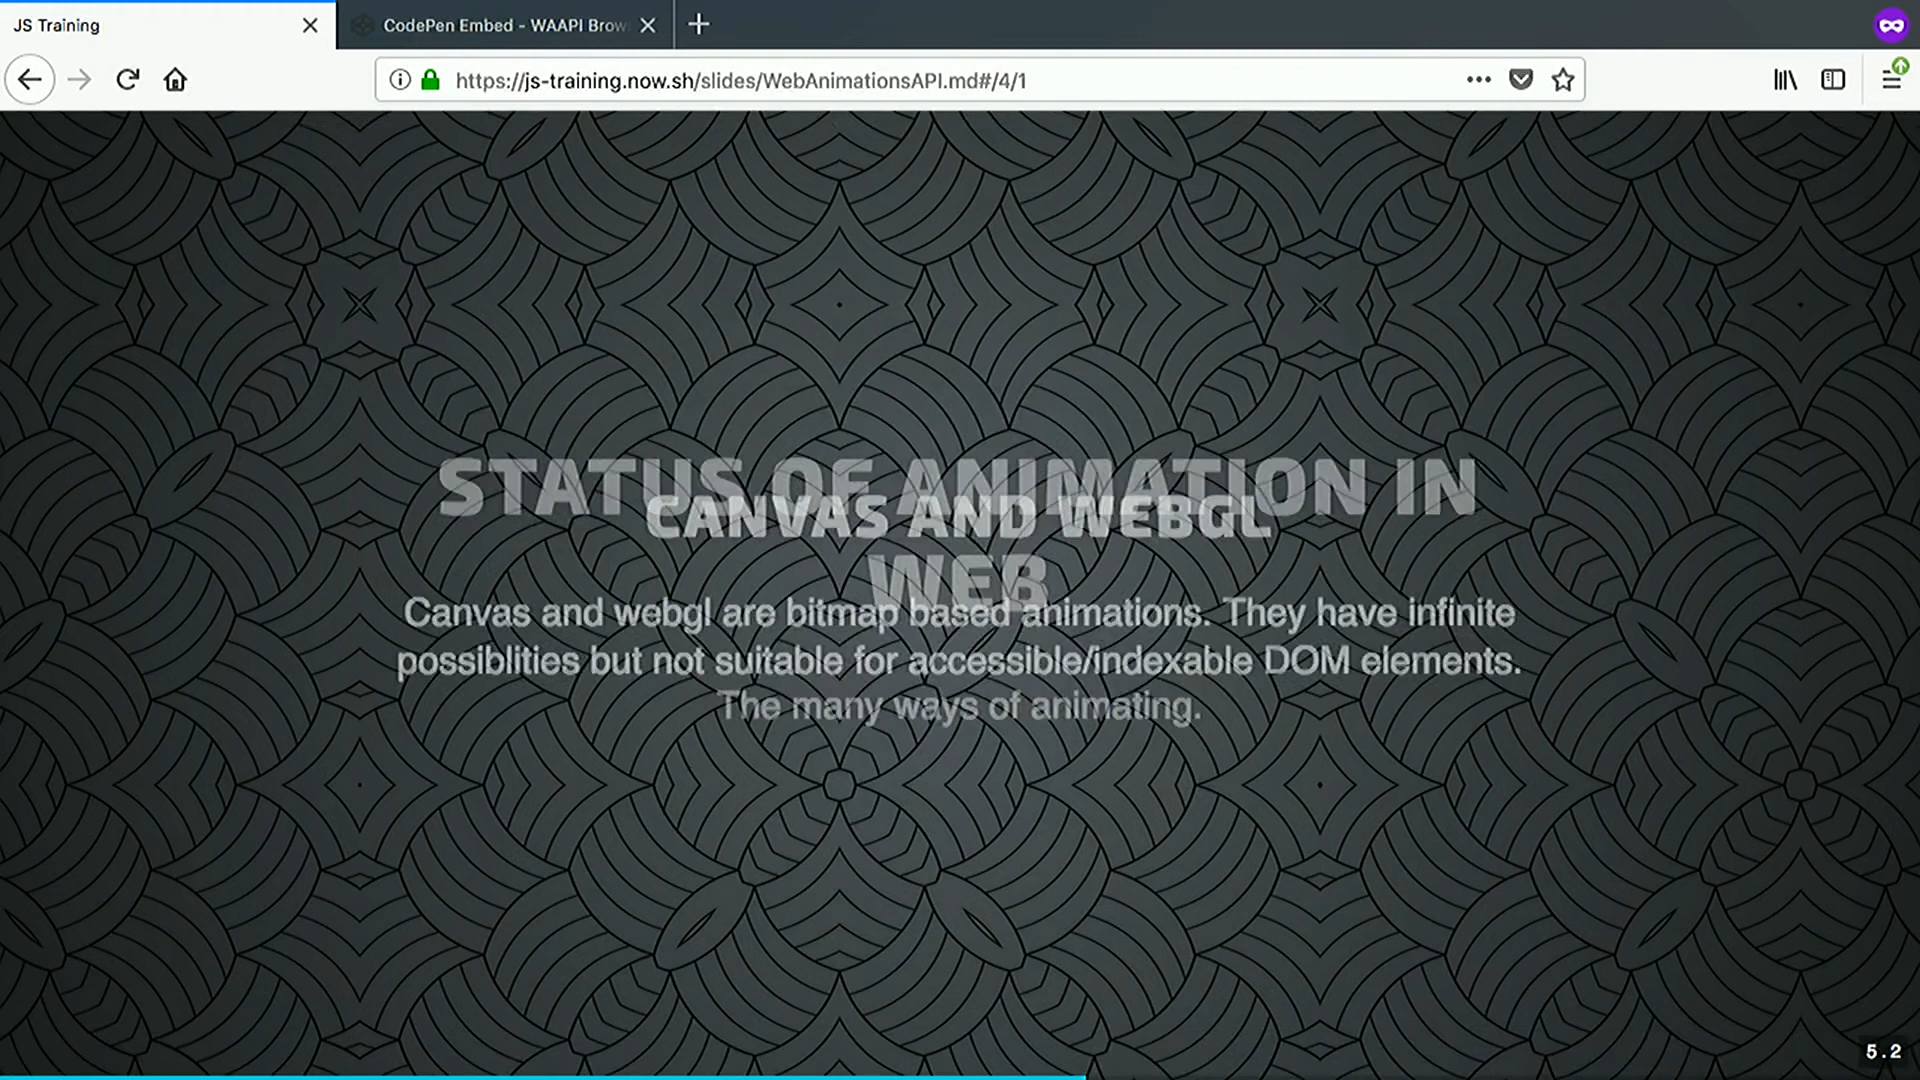 JS Training
CodePen Embed - WAAPI Brow
https://js-training.now.sh/slides/WebAnimationsAPI.md#/4/1
STATUS OF ANIMATION IN
CANVAS AND WEBGL
WEB
Canvas and webgl are bitmap based animations. They have infinite
possiblities but not suitable for accessible/indexable DOM elements.
The many ways of animating.
5.2